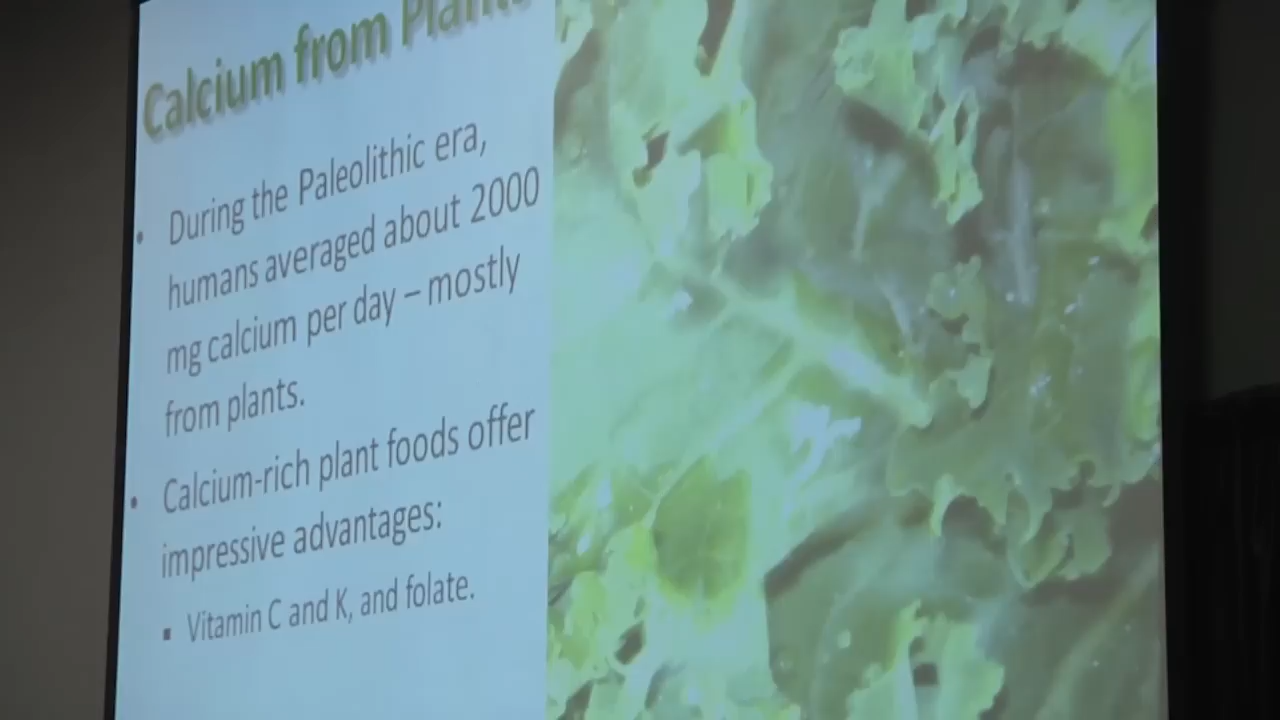 Calcium from Plants
• During the Paleolithic era,
humans averaged about 2000
mg calcium per day – mostly
from plants.
• Calcium-rich plant foods offer
impressive advantages:
▪ Vitamin C and K, and folate.